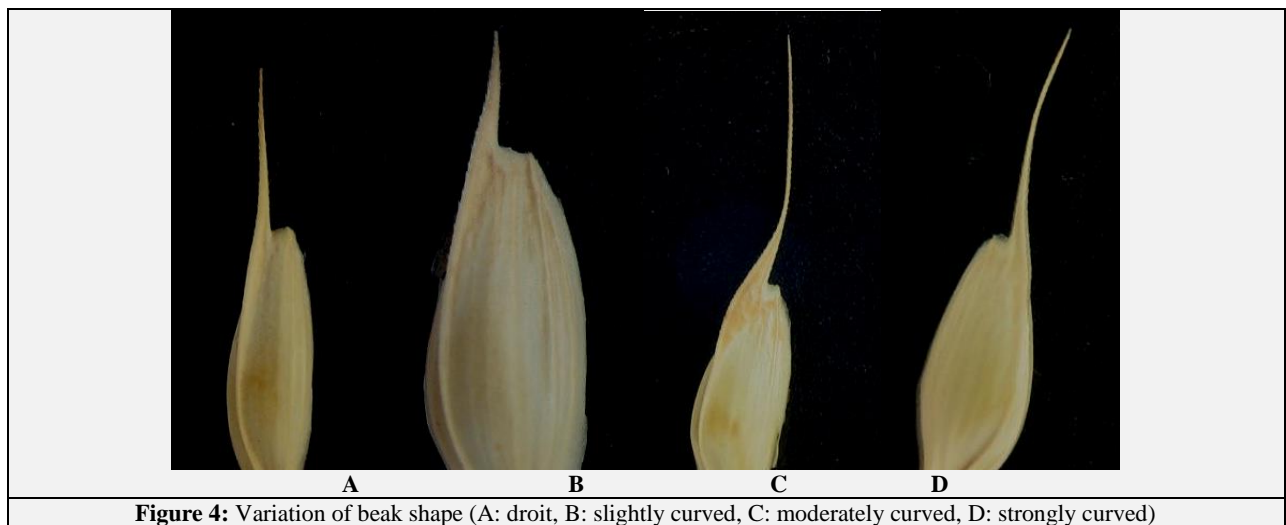 A B C D
Figure 4: Variation of beak shape (A: droit, B: slightly curved, C: moderately curved, D: strongly curved)